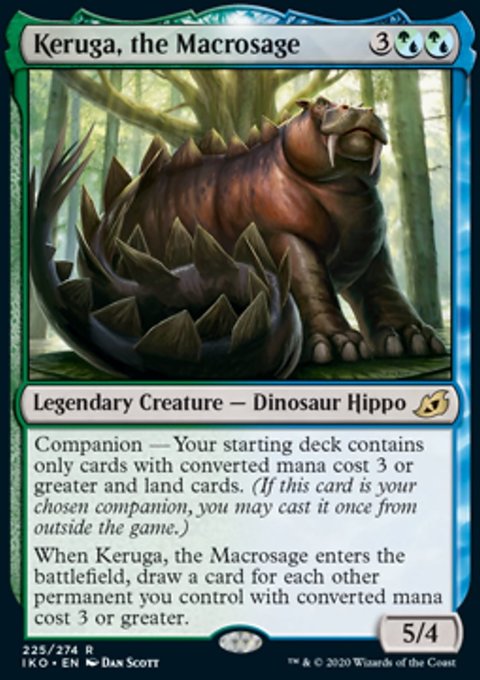 Keruga, the Macrosage 3
Legendary Creature — Dinosaur Hippo
Companion — Your starting deck contains
only cards with converted mana cost 3 or
greater and land cards. (If this card is your
chosen companion, you may cast it once from
outside the game.)
When Keruga, the Macrosage enters the
battlefield, draw a card for each other
permanent you control with converted mana
cost 3 or greater.
5/4
225/274 R
IKO • EN Dan Scott
™ & © 2020 Wizards of the Coast